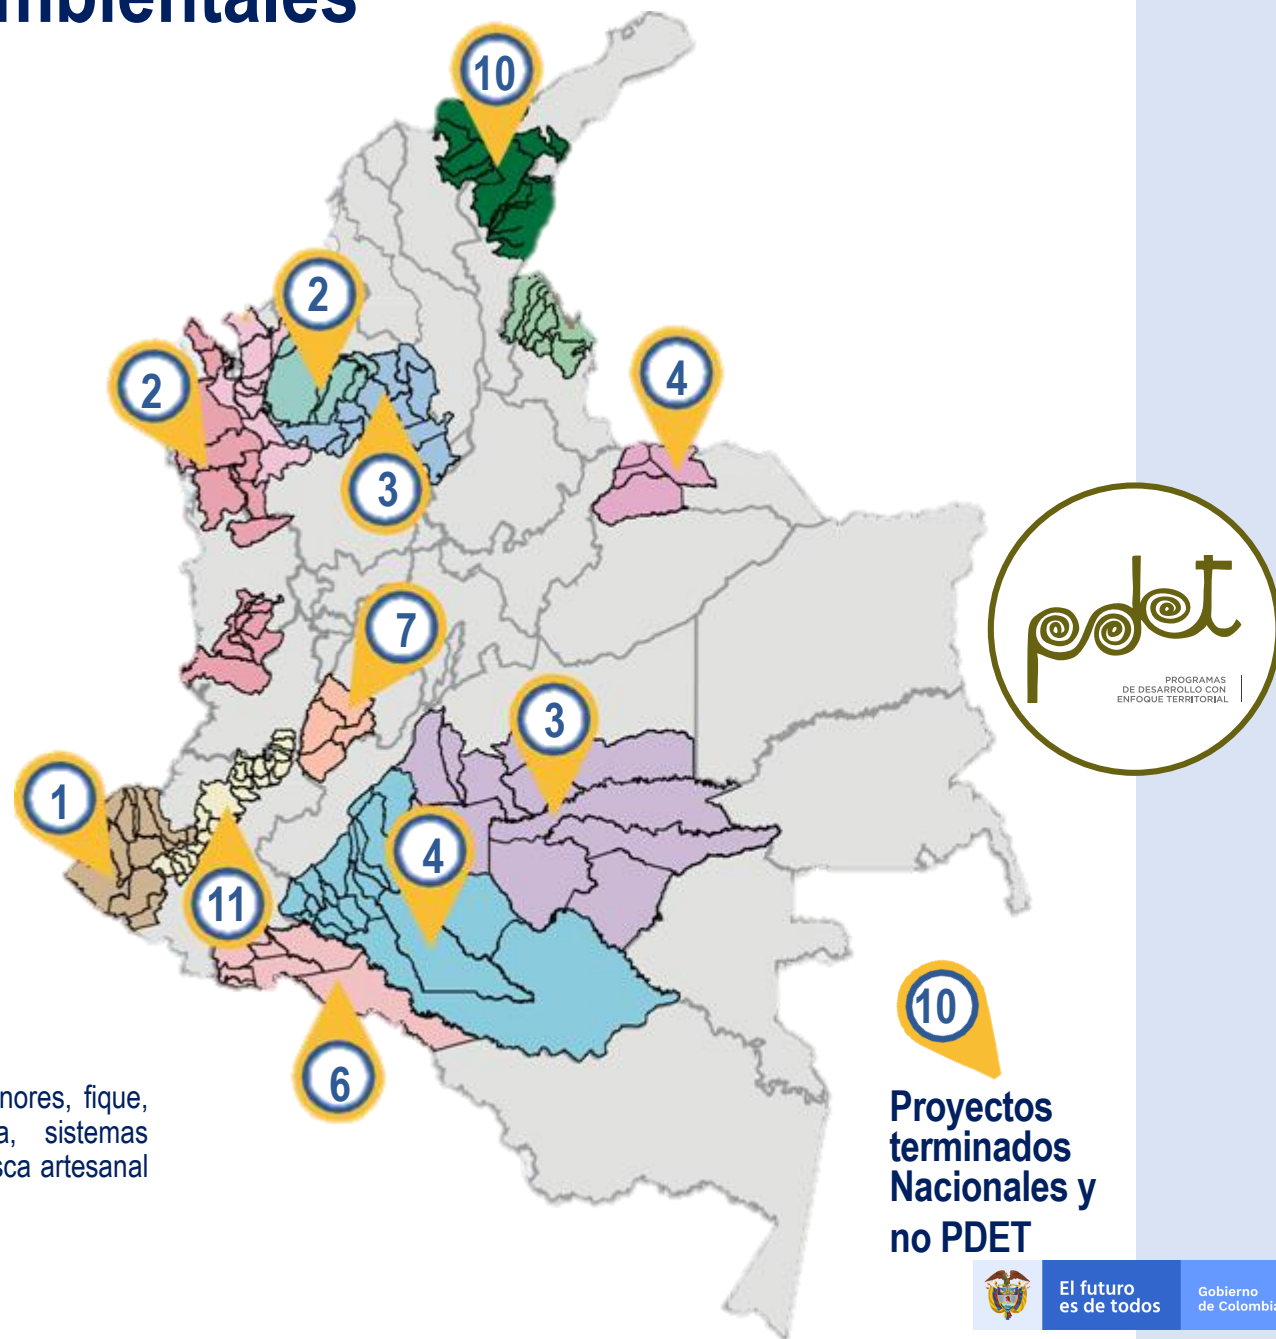 mbientales
10
2
2
4
3
7
3
1
4
11
6
nores, fique,
a, sistemas
sca artesanal
pdet
PROGRAMAS
DE DESARROLLO CON
ENFOQUE TERRITORIAL
10
Proyectos
terminados
Nacionales y
no PDET
El futuro
es de todos
Gobierno
de Colombia